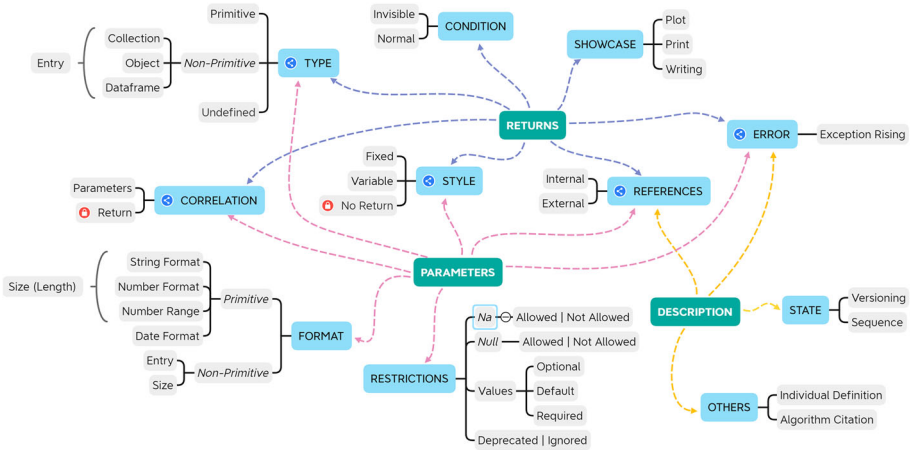 Primitive
Collection
Entry
Object
Non-Primitive
TYPE
Dataframe
Undefined
Invisible
CONDITION
Normal
Plot
SHOWCASE
Print
Writing
RETURNS
ERROR
Exception Rising
Fixed
Variable
STYLE
No Return
Internal
REFERENCES
External
Parameters
CORRELATION
Return
PARAMETERS
String Format
Size (Length)
Number Format
Primitive
Number Range
Date Format
FORMAT
Entry
Non-Primitive
Size
RESTRICTIONS
Na
Allowed | Not Allowed
Null
Allowed | Not Allowed
Optional
Values
Default
Required
Deprecated | Ignored
DESCRIPTION
Versioning
STATE
Sequence
Individual Definition
OTHERS
Algorithm Citation